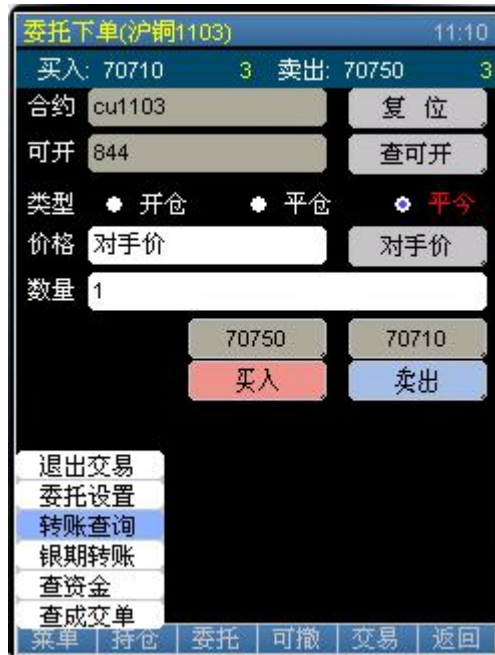 委托下单(沪铜1103) 11:10
买入: 70710 3 卖出: 70750 3
合约 cu1103 复 位
可开 844 查可开
类型 开仓 平仓 平今
价格 对手价 对手价
数量 1
70750 70710
买入 卖出
退出交易
委托设置
转账查询
银期转账
查资金
查成交单
菜单 持仓 委托 可撤 交易 返回